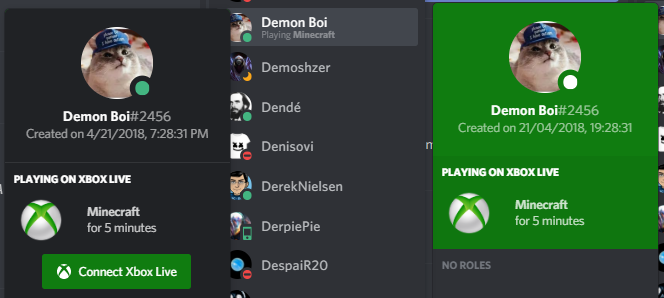 Demon Boi#2456
Created on 4/21/2018, 7:28:31 PM
PLAYING ON XBOX LIVE
Minecraft
for 5 minutes
Connect Xbox Live
Demon Boi
Playing Minecraft
Demoshzer
Dendé
Denisovi
DerekNielsen
DerpiePie
DespaiR20
Demon Boi#2456
Created on 21/04/2018, 19:28:31
PLAYING ON XBOX LIVE
Minecraft
for 5 minutes
NO ROLES